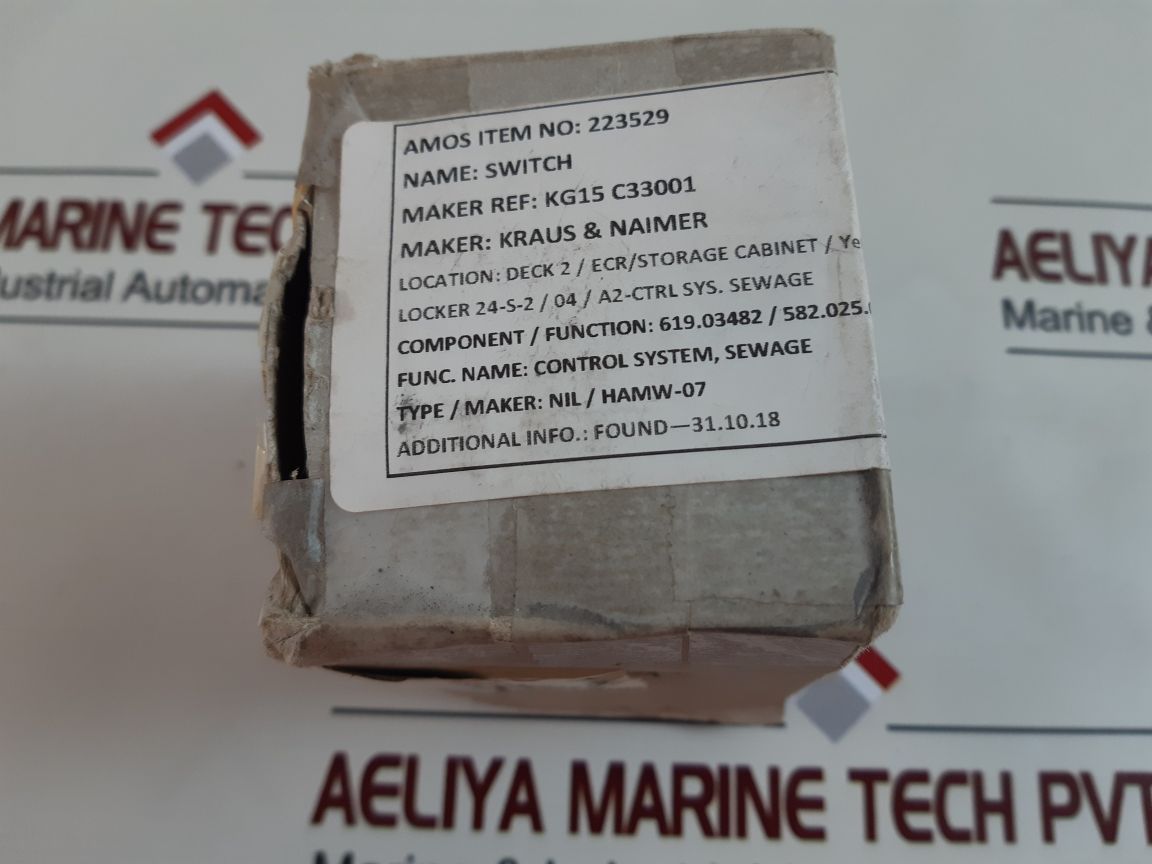 AMOS ITEM NO: 223529
NAME: SWITCH
MAKER REF: KG15 C33001
MAKER: KRAUS & NAIMER
LOCATION: DECK 2 / ECR/STORAGE CABINET / Ye
LOCKER 24-S-2 / 04 / A2-CTRL SYS. SEWAGE
COMPONENT / FUNCTION: 619.03482 / 582.025.
FUNC. NAME: CONTROL SYSTEM, SEWAGE
TYPE / MAKER: NIL / HAMW-07
ADDITIONAL INFO.: FOUND—31.10.18
MARINE TEC
dustrial Automa
AELIYA
Marine &
AELIYA MARINE TECH PVT